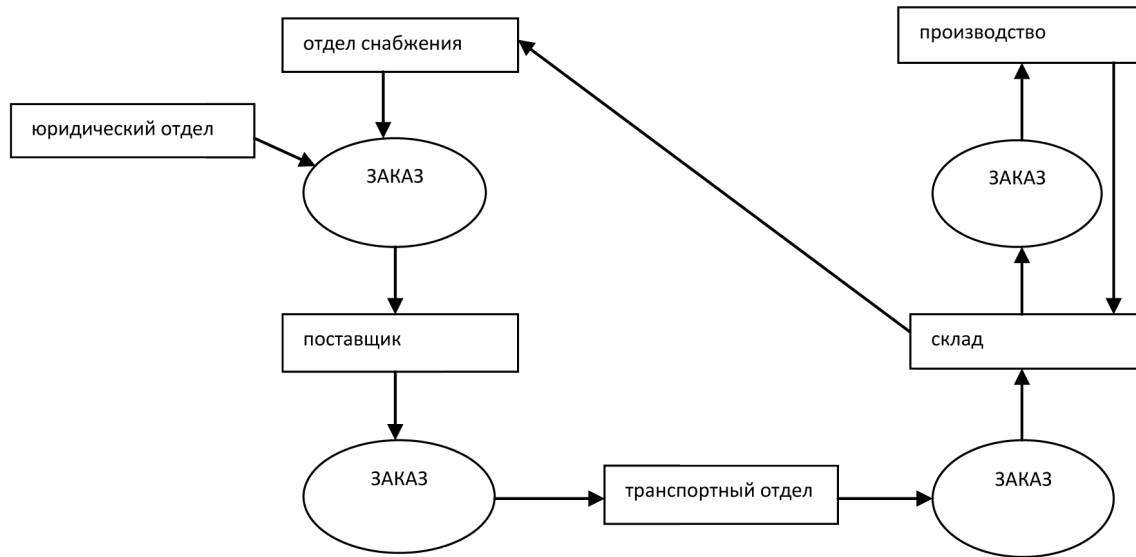 отдел снабжения
производство
юридический отдел
ЗАКАЗ
ЗАКАЗ
поставщик
склад
ЗАКАЗ
транспортный отдел
ЗАКАЗ